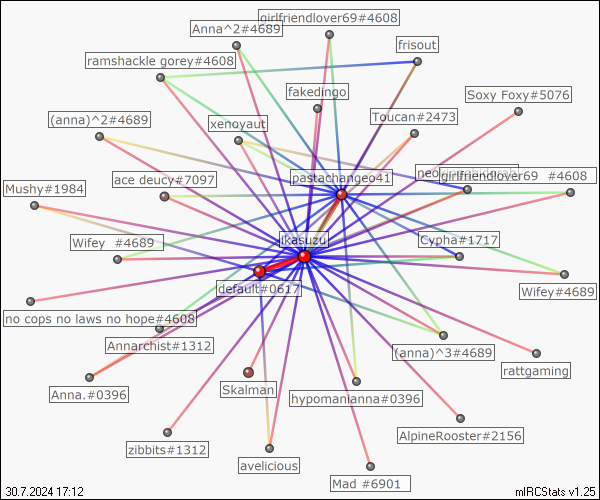 girlfriendlover69#4608
Anna^2#4689
frisout
ramshackle gorey#4608
fakedingo
Soxy Foxy#5076
(anna)^2#4689
xenoyaut
Toucan#2473
ace deucy#7097
pastachangeo41
girlfriendlover69 #4608
Mushy#1984
Wifey #4689
ikasuzu
Cypha#1717
default#0617
Wifey#4689
no cops no laws no hope#4608
Annarchist#1312
(anna)^3#4689
rattgaming
Anna.#0396
Skalman
hypomanianna#0396
zibbits#1312
AlpineRooster#2156
avelicious
Mad #6901
30.7.2024 17:12
mIRCStats v1.25